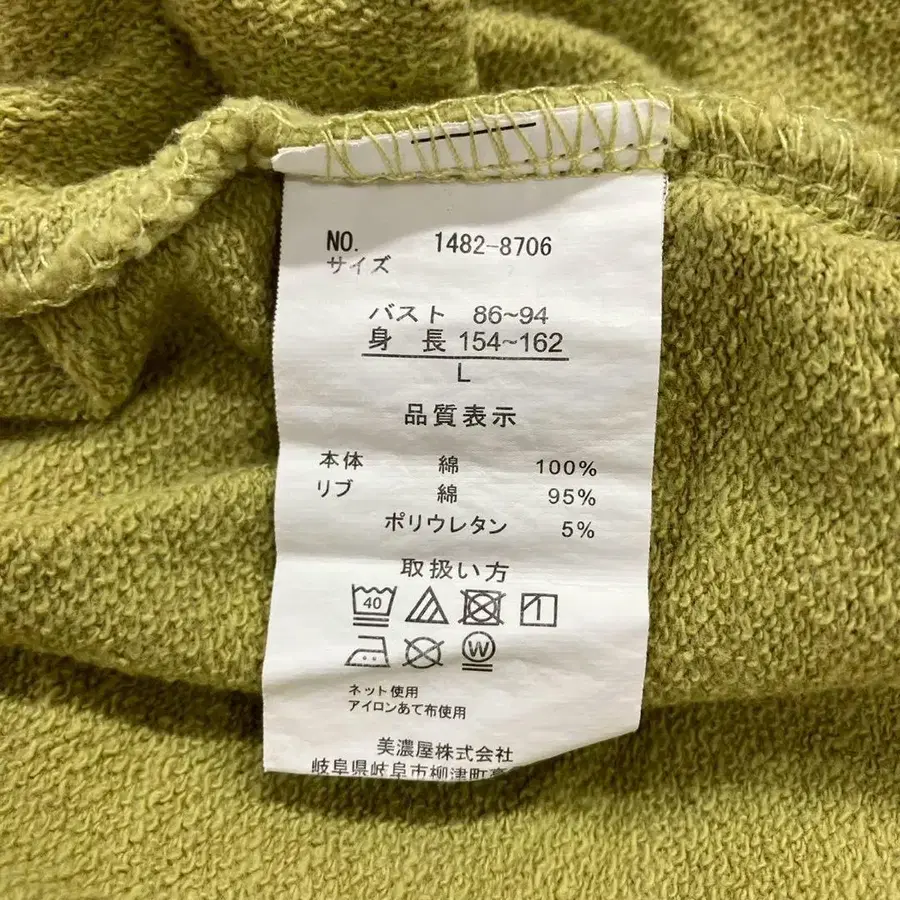 NO. 1482-8706
サイズ
バスト 86~94
身 長 154~162
L
品質表示
本体 綿 100%
リブ 綿 95%
ポリウレタン 5%
取扱い方
40
W
ネット使用
アイロンあて布使用
美濃屋株式会社
岐阜県岐阜市柳津町